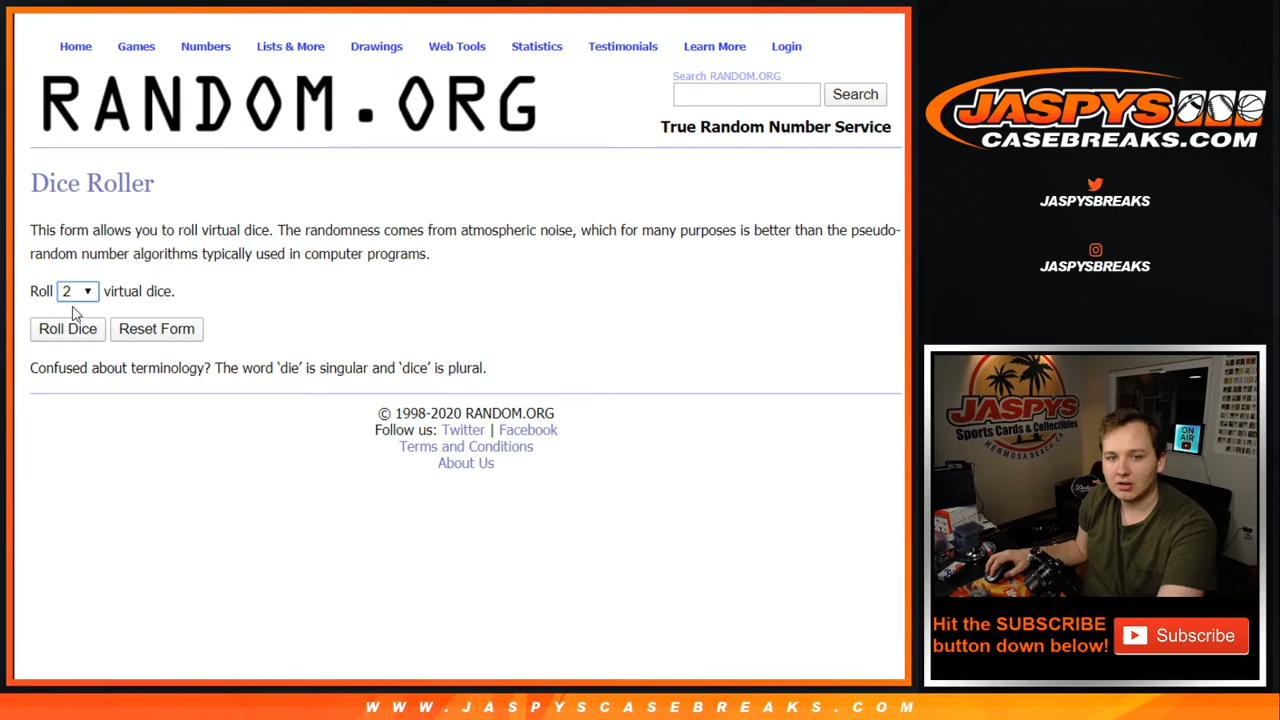 Home Games Numbers Lists & More Drawings Web Tools Statistics Testimonials Learn More Login
RANDOM.ORG
Search RANDOM.ORG
Search
True Random Number Service
Dice Roller
This form allows you to roll virtual dice. The randomness comes from atmospheric noise, which for many purposes is better than the pseudo-
random number algorithms typically used in computer programs.
Roll 2 virtual dice.
Roll Dice Reset Form
Confused about terminology? The word ‘die’ is singular and ‘dice’ is plural.
© 1998-2020 RANDOM.ORG
Follow us: Twitter | Facebook
Terms and Conditions
About Us
JASPYS
CASEBREAKS.COM
JASPYSBREAKS
JASPYSBREAKS
JASPYS
Sports Cards & Collectibles
HERMOSA BEACH, CA
ON
AIR
Dodgers
Hit the SUBSCRIBE
button down below!
Subscribe
WWW.JASPYSCASEBREAKS.COM